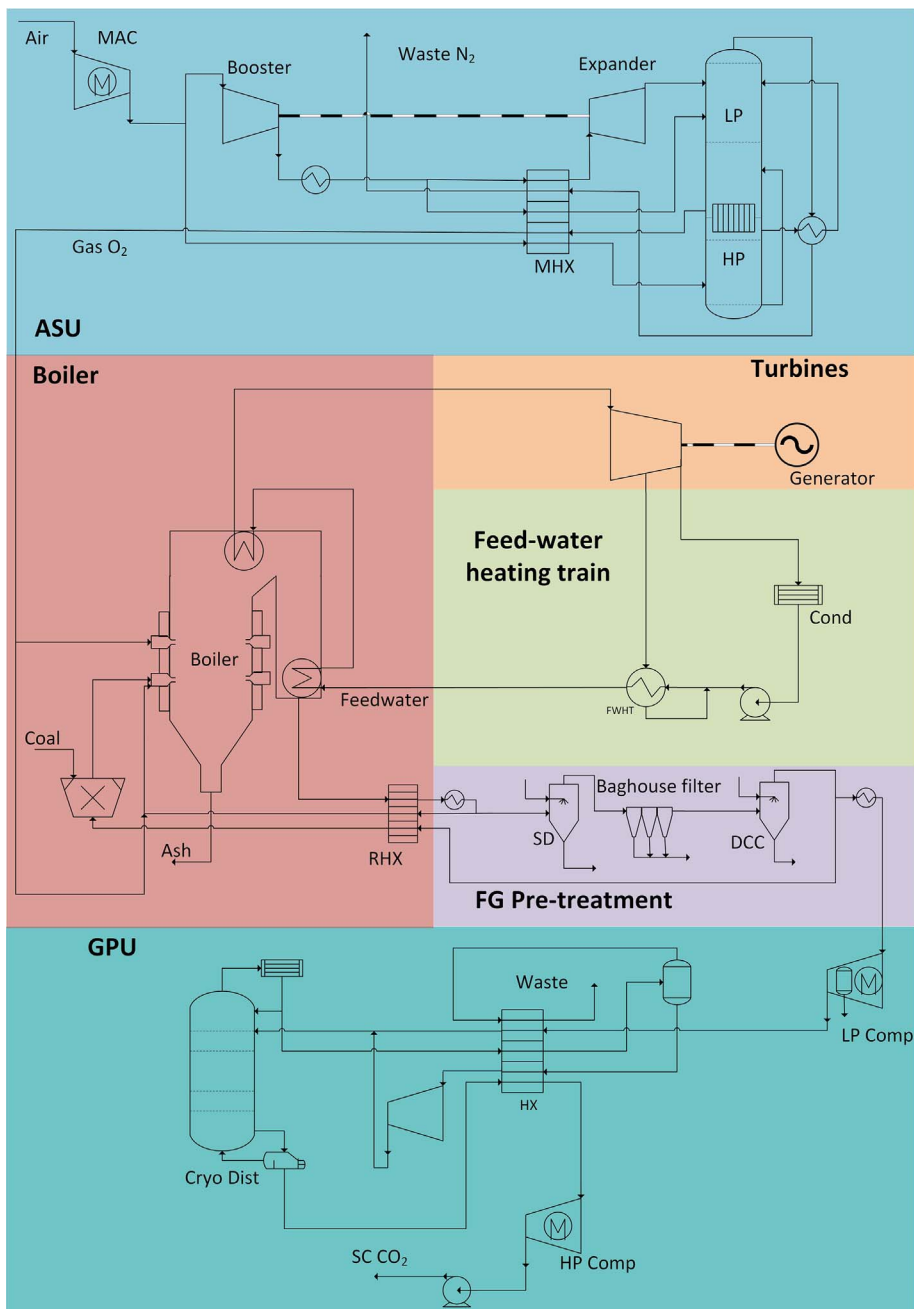 Air
MAC
Booster
Waste N₂
Expander
LP
M
Gas O₂
MHX
HP
ASU
Boiler
Turbines
Generator
Feed-water
heating train
Cond
Boiler
Feedwater
FWHT
Coal
Baghouse filter
SD
DCC
Ash
RHX
FG Pre-treatment
GPU
Waste
M
LP Comp
HX
Cryo Dist
M
SC CO₂
HP Comp